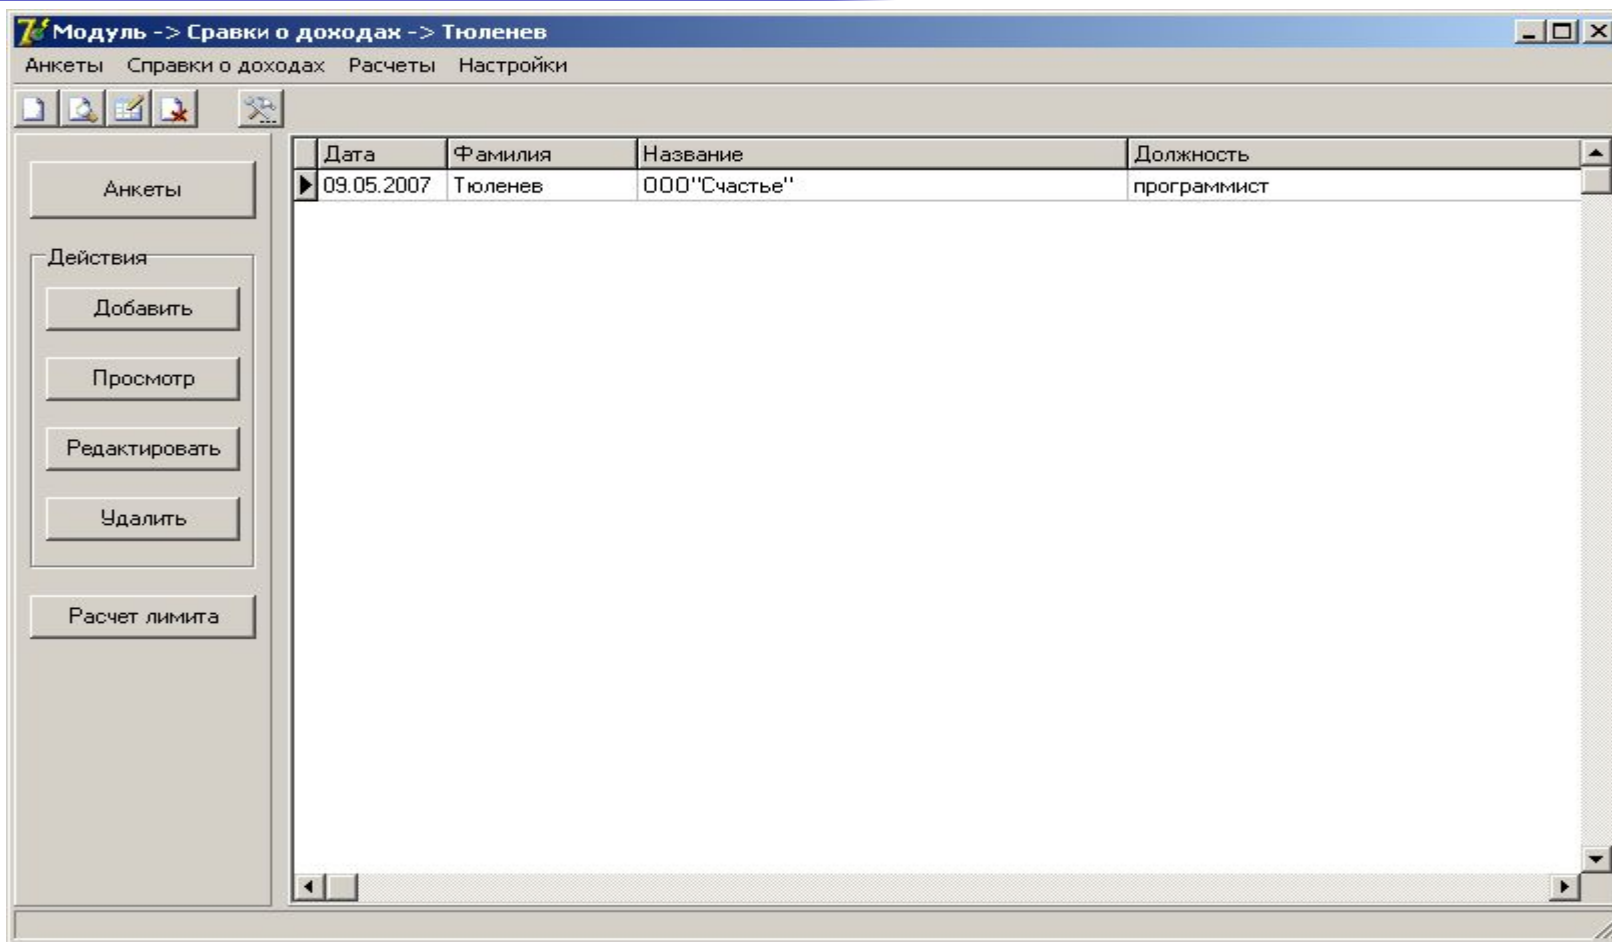 Модуль -> Сравки о доходах -> Тюленев
Анкеты Справки о доходах Расчеты Настройки
Дата Фамилия Название Должность
09.05.2007 Тюленев ООО"Счастье" программист
Анкеты
Действия
Добавить
Просмотр
Редактировать
Удалить
Расчет лимита